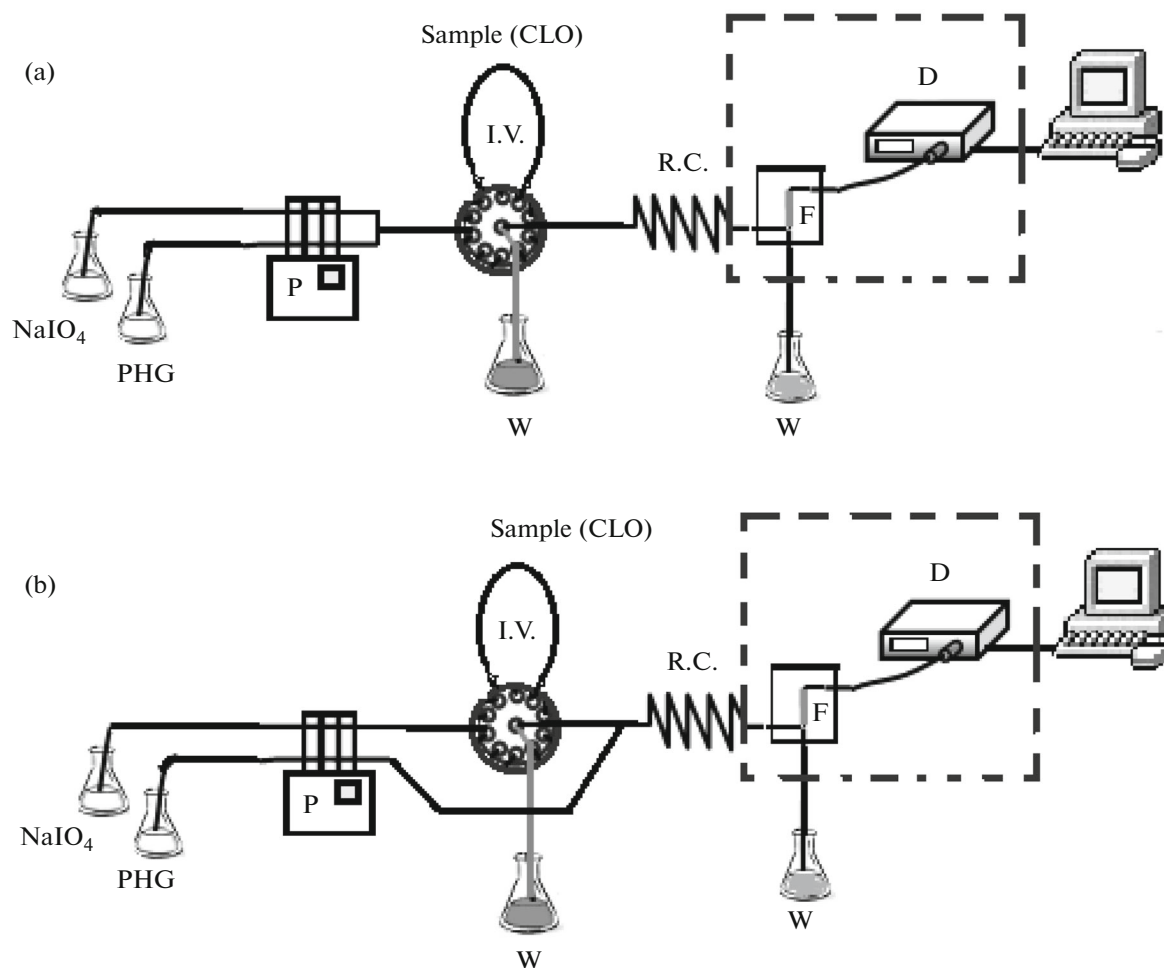 Sample (CLO)
(a)
I.V.
D
R.C.
F
P
NaIO₄
PHG
W
W
Sample (CLO)
(b)
I.V.
D
R.C.
F
P
NaIO₄
PHG
W
W